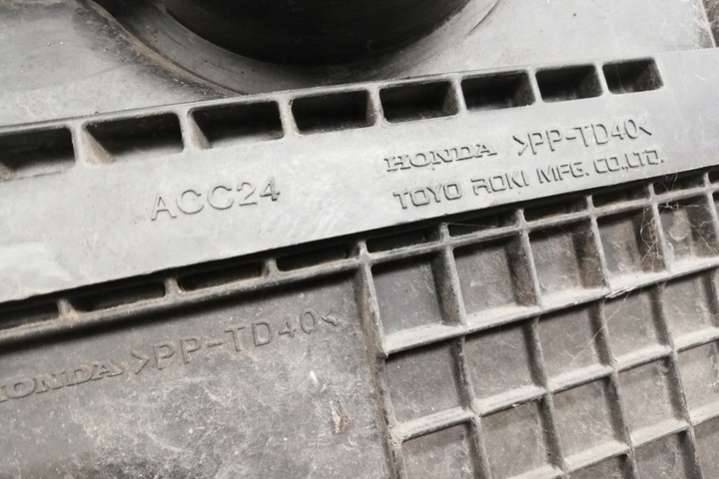 ACC24
HONDA >PP-TD40<
TOYO ROKI MFG. CO.,LTD.
HONDA >PP-TD40<